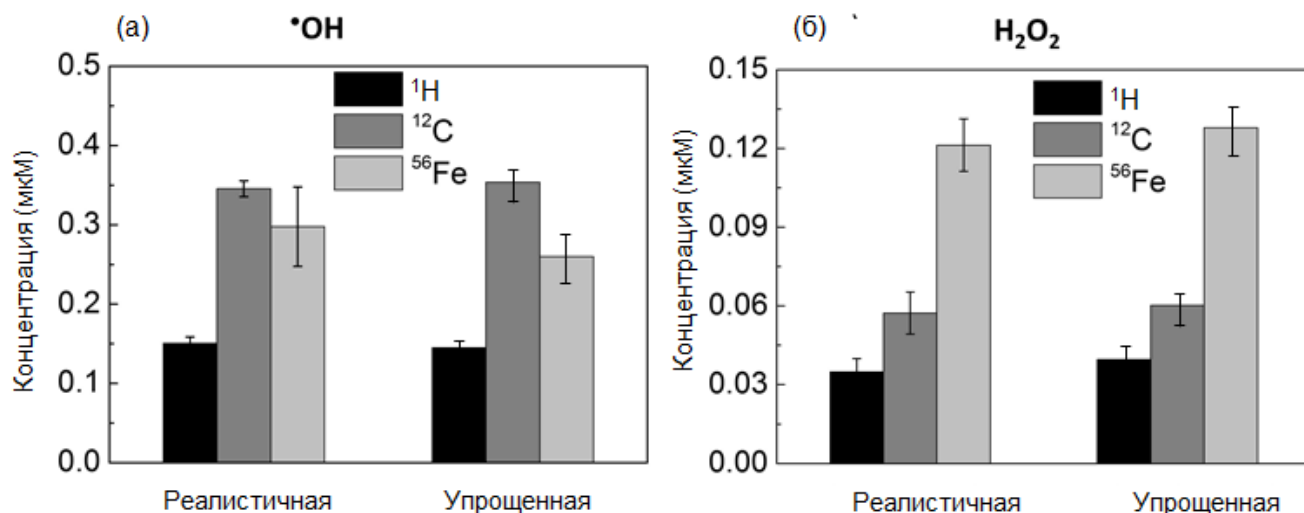 (а) •OH
0.5
0.4
0.3
0.2
0.1
0.0
Концентрация (мкМ)
¹H
¹²C
⁵⁶Fe
Реалистичная Упрощенная
(б) H₂O₂
0.15
0.12
0.09
0.06
0.03
0.00
Концентрация (мкМ)
¹H
¹²C
⁵⁶Fe
Реалистичная Упрощенная